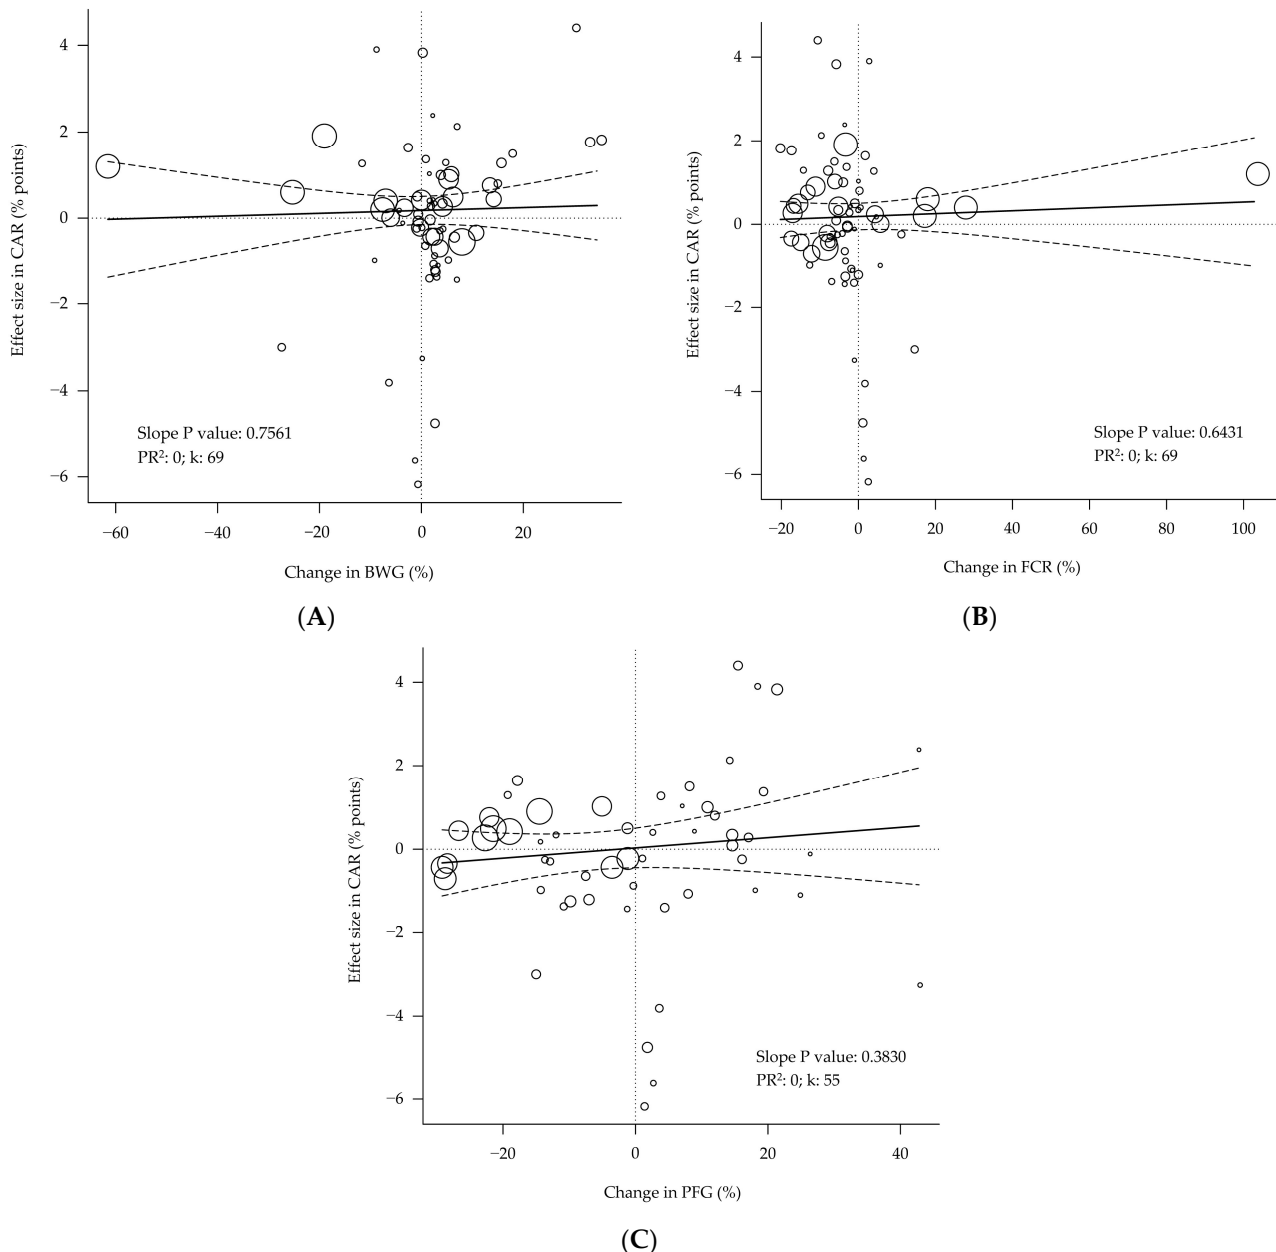 4
2
0
−2
−4
−6
Effect size in CAR (% points)
Slope P value: 0.7561
PR²: 0; k: 69
−60
−40
−20
0
20
Change in BWG (%)
(A)
4
2
0
−2
−4
−6
Effect size in CAR (% points)
Slope P value: 0.6431
PR²: 0; k: 69
−20
0
20
40
60
80
100
Change in FCR (%)
(B)
4
2
0
−2
−4
−6
Effect size in CAR (% points)
Slope P value: 0.3830
PR²: 0; k: 55
−20
0
20
40
Change in PFG (%)
(C)